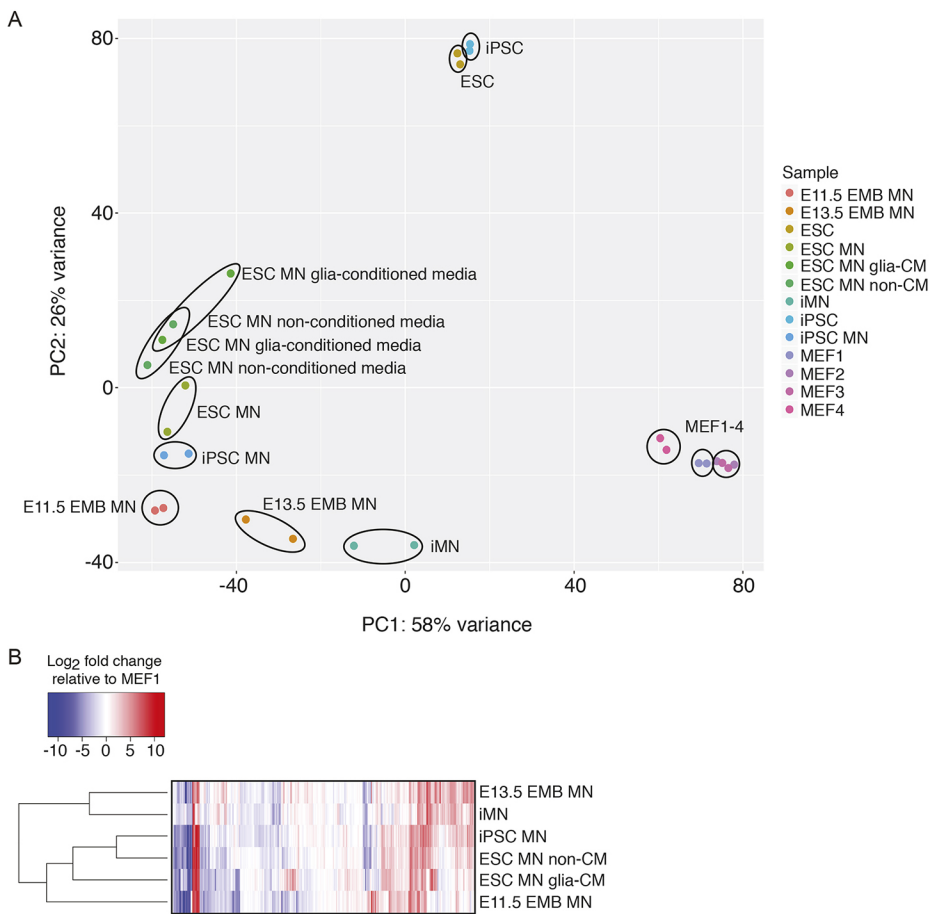 A
80
40
0
-40
PC2: 26% variance
iPSC
ESC
ESC MN glia-conditioned media
ESC MN non-conditioned media
ESC MN glia-conditioned media
ESC MN non-conditioned media
ESC MN
iPSC MN
E11.5 EMB MN
E13.5 EMB MN
iMN
MEF1-4
-40
0
40
80
PC1: 58% variance
Sample
E11.5 EMB MN
E13.5 EMB MN
ESC
ESC MN
ESC MN glia-CM
ESC MN non-CM
iMN
iPSC
iPSC MN
MEF1
MEF2
MEF3
MEF4
B
Log2 fold change
relative to MEF1
-10 -5 0 5 10
E13.5 EMB MN
iMN
iPSC MN
ESC MN non-CM
ESC MN glia-CM
E11.5 EMB MN